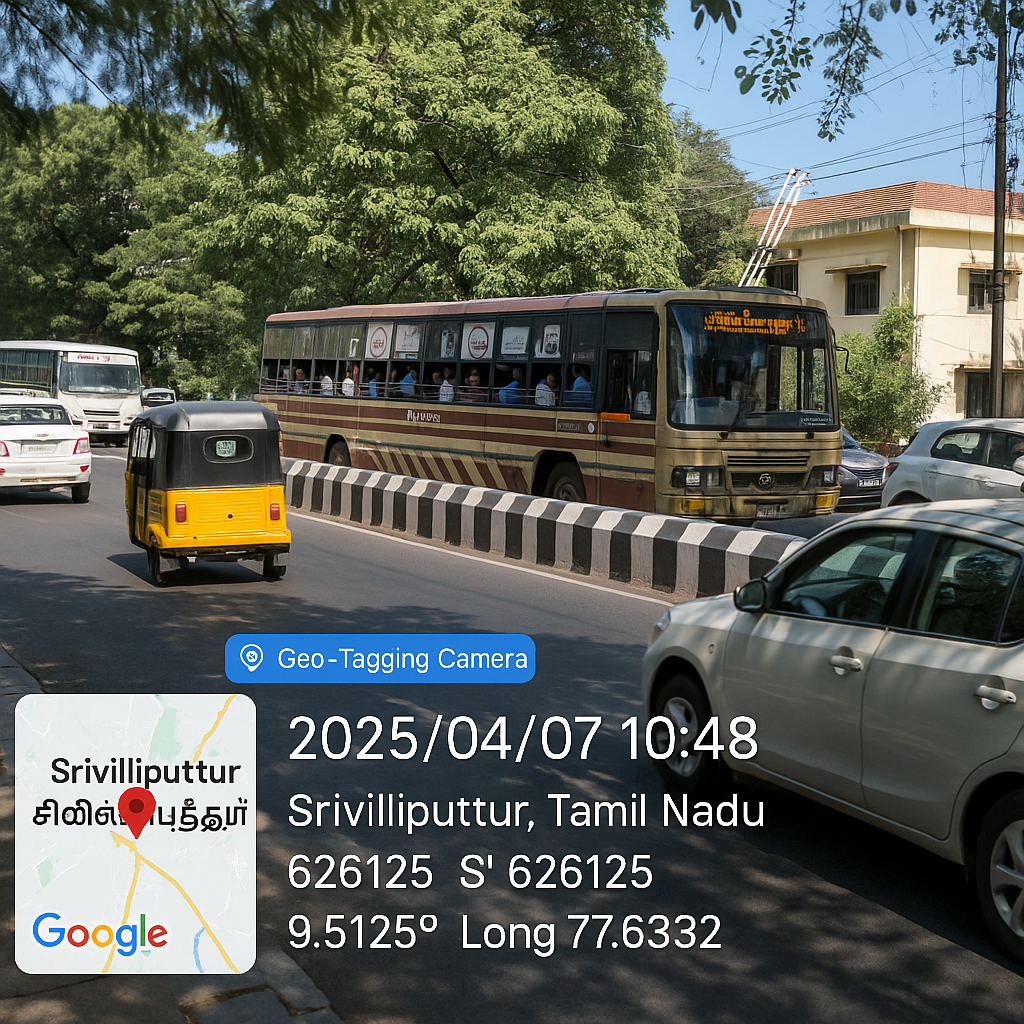 Geo-Tagging Camera
2025/04/07 10:48
Srivilliputtur, Tamil Nadu
626125 S' 626125
9.5125º Long 77.6332
Srivilliputtur
Google